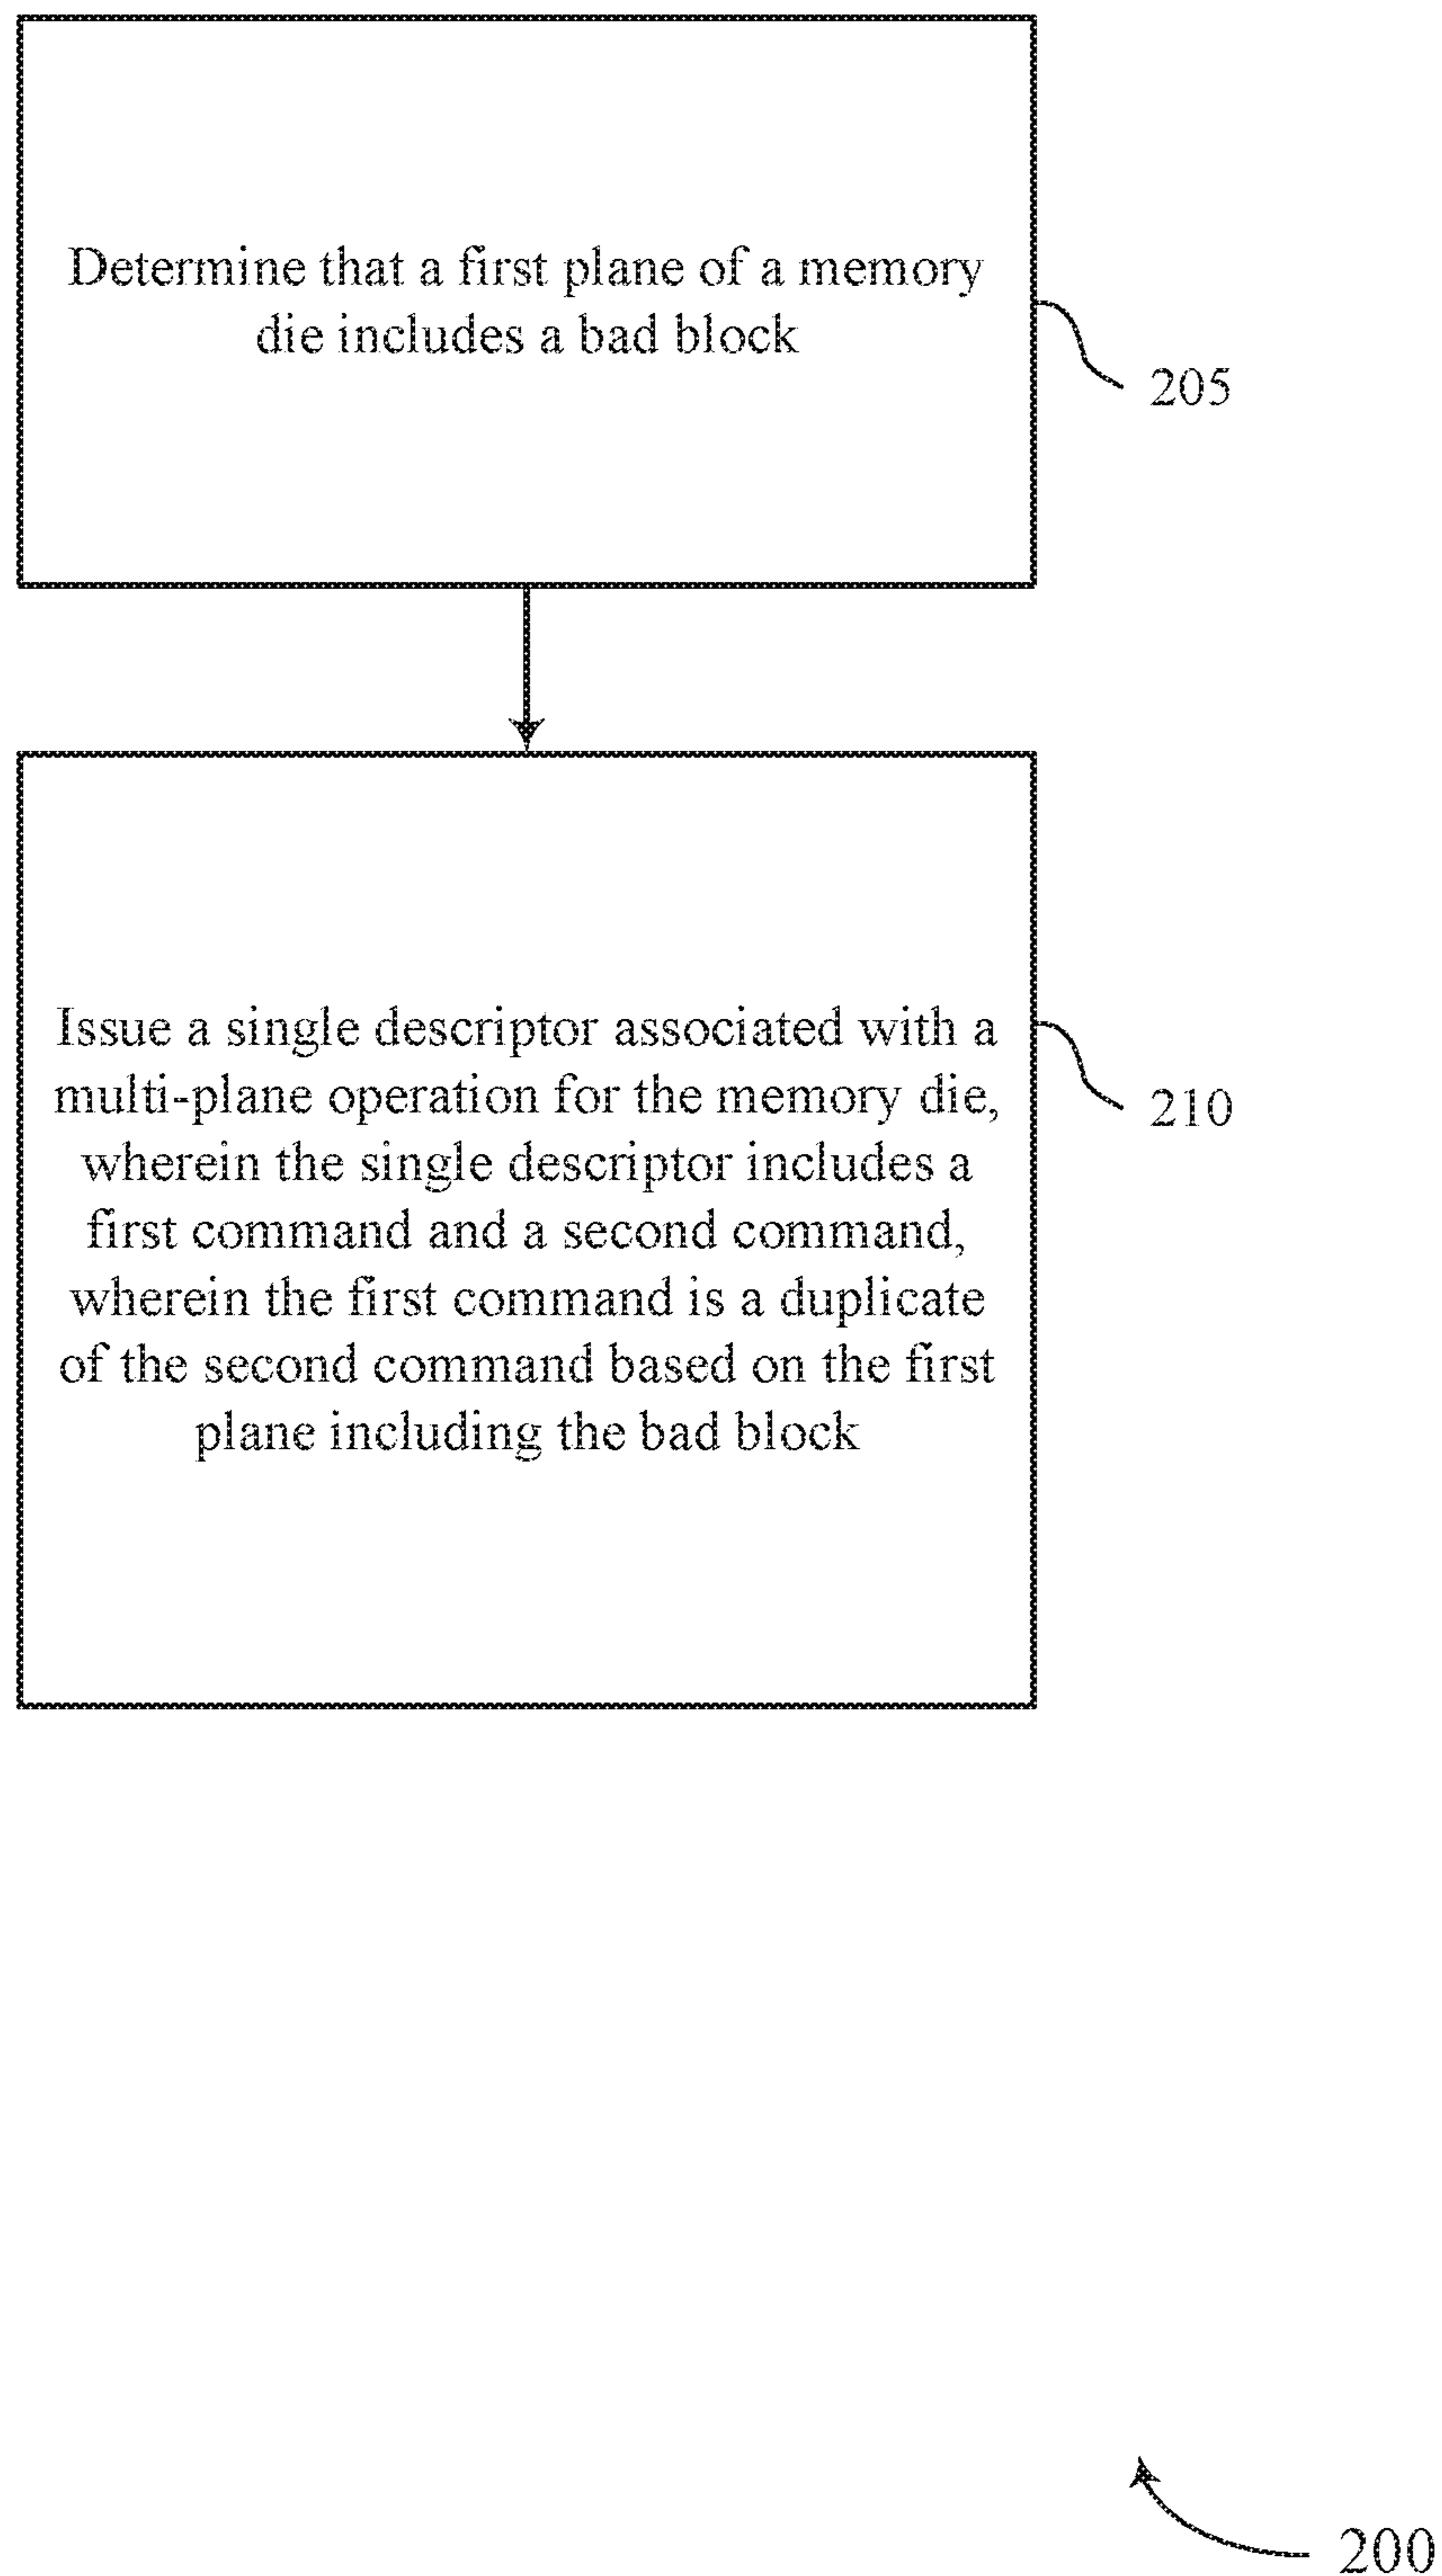 Determine that a first plane of a memory
die includes a bad block
205
Issue a single descriptor associated with a
multi-plane operation for the memory die,
wherein the single descriptor includes a
first command and a second command,
wherein the first command is a duplicate
of the second command based on the first
plane including the bad block
210
200